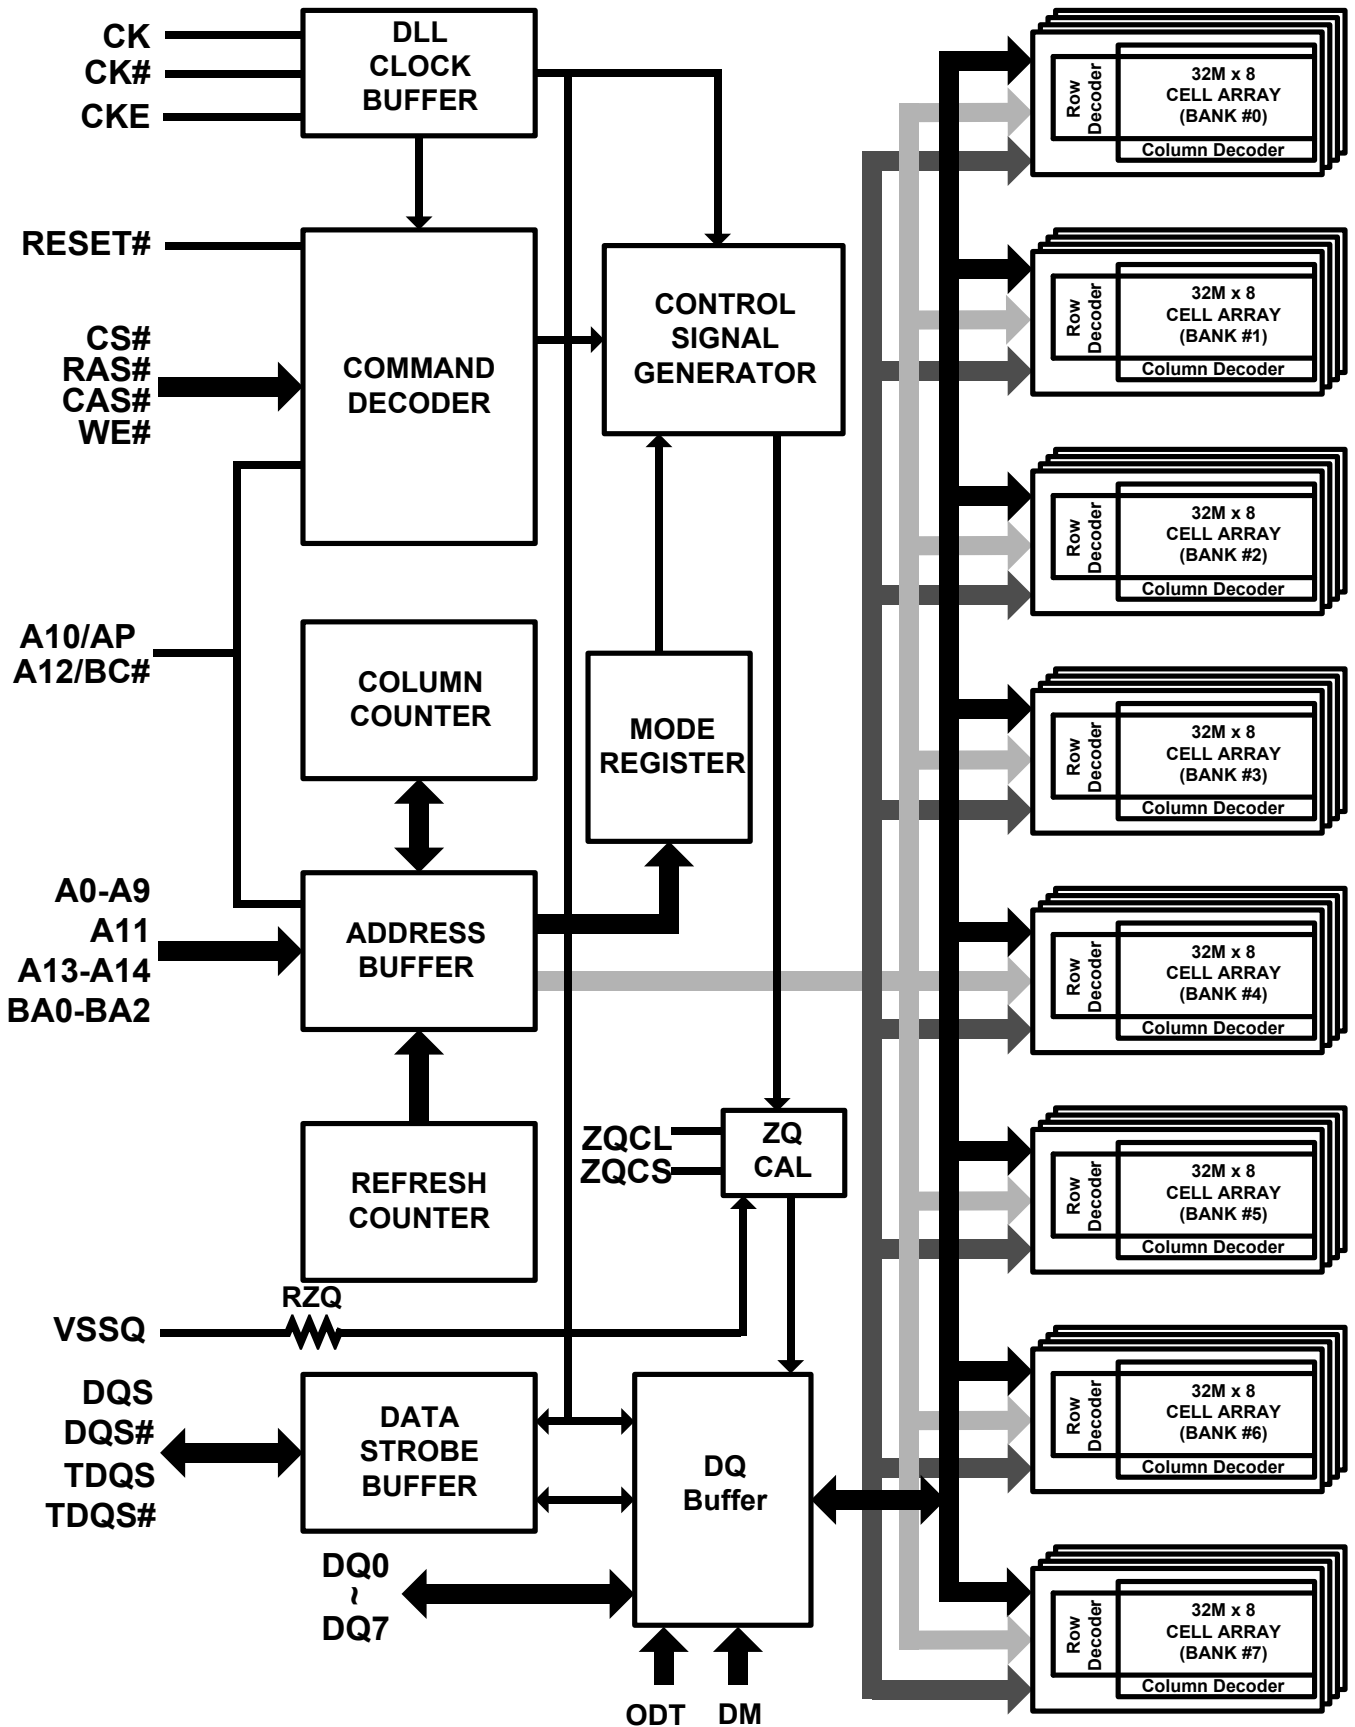 CK
CK#
CKE
DLL
CLOCK
BUFFER
RESET#
CS#
RAS#
CAS#
WE#
COMMAND
DECODER
CONTROL
SIGNAL
GENERATOR
A10/AP
A12/BC#
COLUMN
COUNTER
MODE
REGISTER
A0-A9
A11
A13-A14
BA0-BA2
ADDRESS
BUFFER
REFRESH
COUNTER
ZQCL
ZQCS
ZQ
CAL
RZQ
VSSQ
DQS
DQS#
TDQS
TDQS#
DATA
STROBE
BUFFER
DQ
Buffer
DQ0
~
DQ7
ODT
DM
Row
Decoder
32M x 8
CELL ARRAY
(BANK #0)
Column Decoder
Row
Decoder
32M x 8
CELL ARRAY
(BANK #1)
Column Decoder
Row
Decoder
32M x 8
CELL ARRAY
(BANK #2)
Column Decoder
Row
Decoder
32M x 8
CELL ARRAY
(BANK #3)
Column Decoder
Row
Decoder
32M x 8
CELL ARRAY
(BANK #4)
Column Decoder
Row
Decoder
32M x 8
CELL ARRAY
(BANK #5)
Column Decoder
Row
Decoder
32M x 8
CELL ARRAY
(BANK #6)
Column Decoder
Row
Decoder
32M x 8
CELL ARRAY
(BANK #7)
Column Decoder